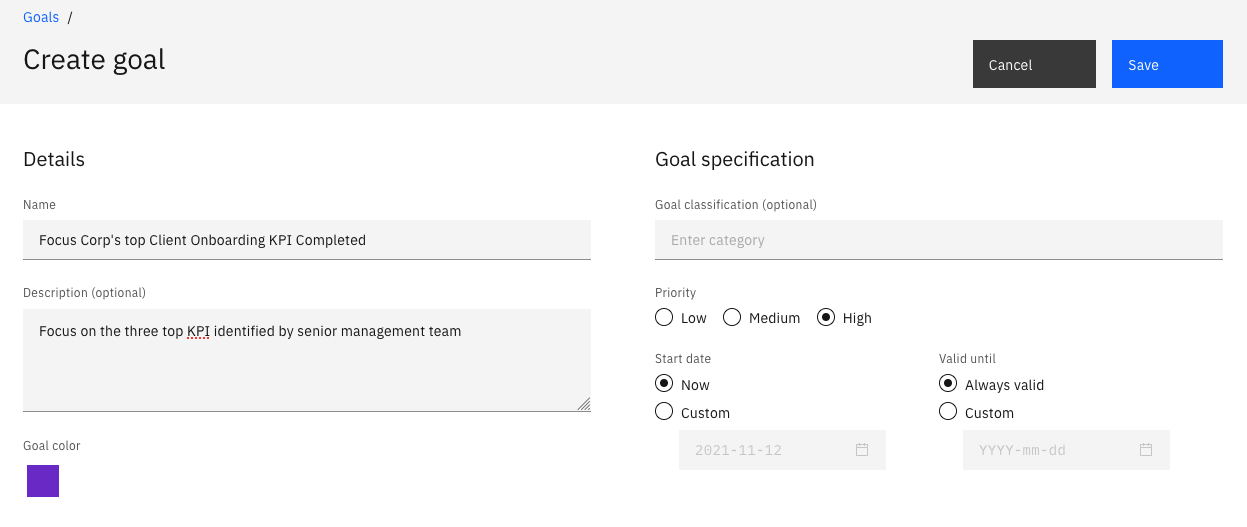 Goals /
Create goal
Cancel
Save
Details
Name
Focus Corp's top Client Onboarding KPI Completed
Description (optional)
Focus on the three top KPI identified by senior management team
Goal color
Goal specification
Goal classification (optional)
Enter category
Priority
Low Medium High
Start date
Now
Custom
2021-11-12
Valid until
Always valid
Custom
YYYY-mm-dd